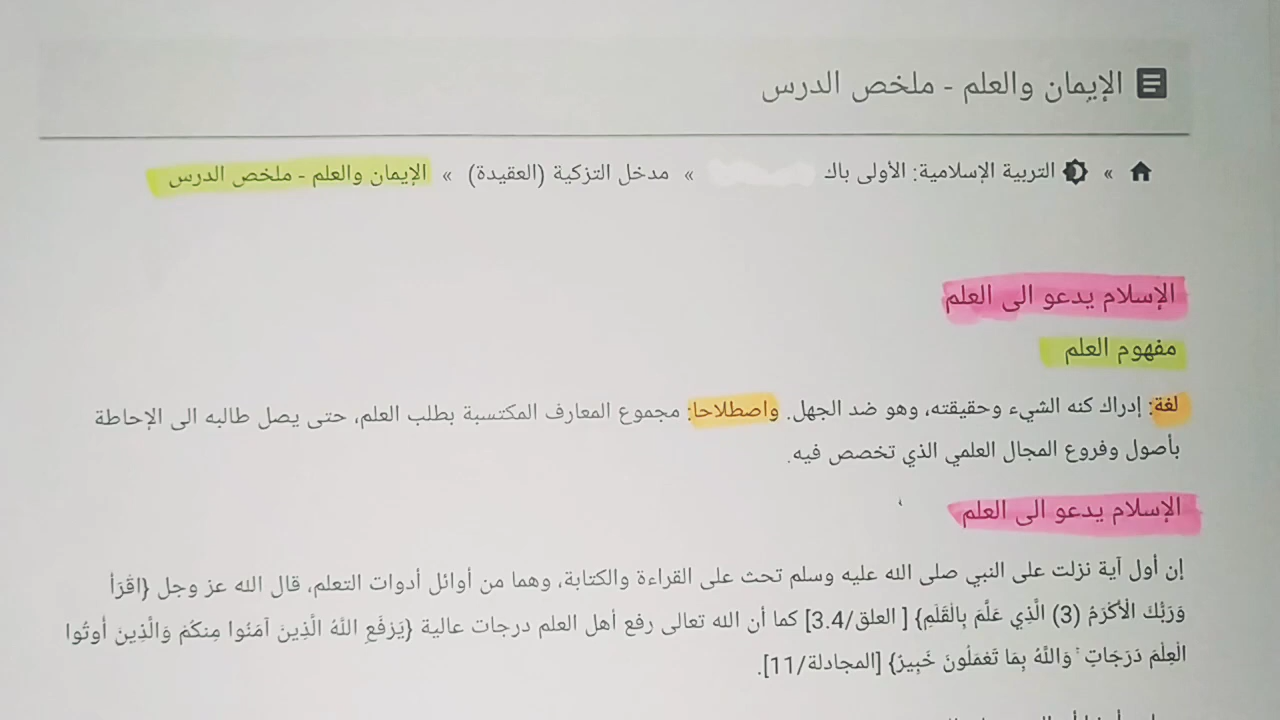 الإيمان والعلم - ملخص الدرس
» التربية الإسلامية: الأولى باك » مدخل التزكية (العقيدة) » الإيمان والعلم - ملخص الدرس
الإسلام يدعو الى العلم
مفهوم العلم
لغة: إدراك كنه الشيء وحقيقته، وهو ضد الجهل. واصطلاحا: مجموع المعارف المكتسبة بطلب العلم، حتى يصل طالبه الى الإحاطة
بأصول وفروع المجال العلمي الذي تخصص فيه.
الإسلام يدعو الى العلم
إن أول آية نزلت على النبي صلى الله عليه وسلم تحث على القراءة والكتابة، وهما من أوائل أدوات التعلم، قال الله عز وجل {اقْرَأْ
وَرَبُّكَ الْأَكْرَمُ (3) الَّذِي عَلَّمَ بِالْقَلَمِ} [ العلق/3.4] كما أن الله تعالى رفع أهل العلم درجات عالية {يَرْفَعِ اللَّهُ الَّذِينَ آمَنُوا مِنكُمْ وَالَّذِينَ أُوتُوا
الْعِلْمَ دَرَجَاتٍ ۚ وَاللَّهُ بِمَا تَعْمَلُونَ خَبِيرٌ} [المجادلة/11].